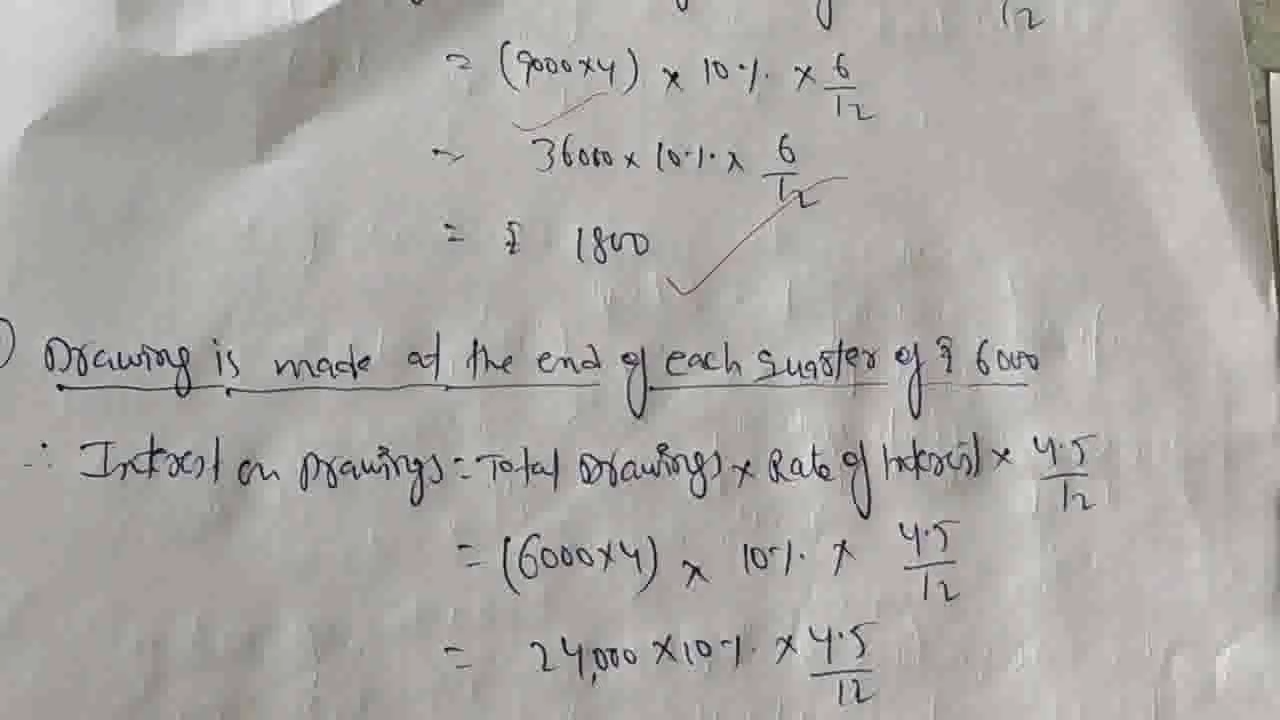 12
= (9000×4) × 10% × 6/12
= 36000 × 10% × 6/12
= ₹ 1800
) Drawing is made at the end of each Quarter of ₹ 6000
∴ Interest on Drawings = Total Drawings × Rate of Interest × 4.5/12
= (6000×4) × 10% × 4.5/12
= 24,000 × 10% × 4.5/12